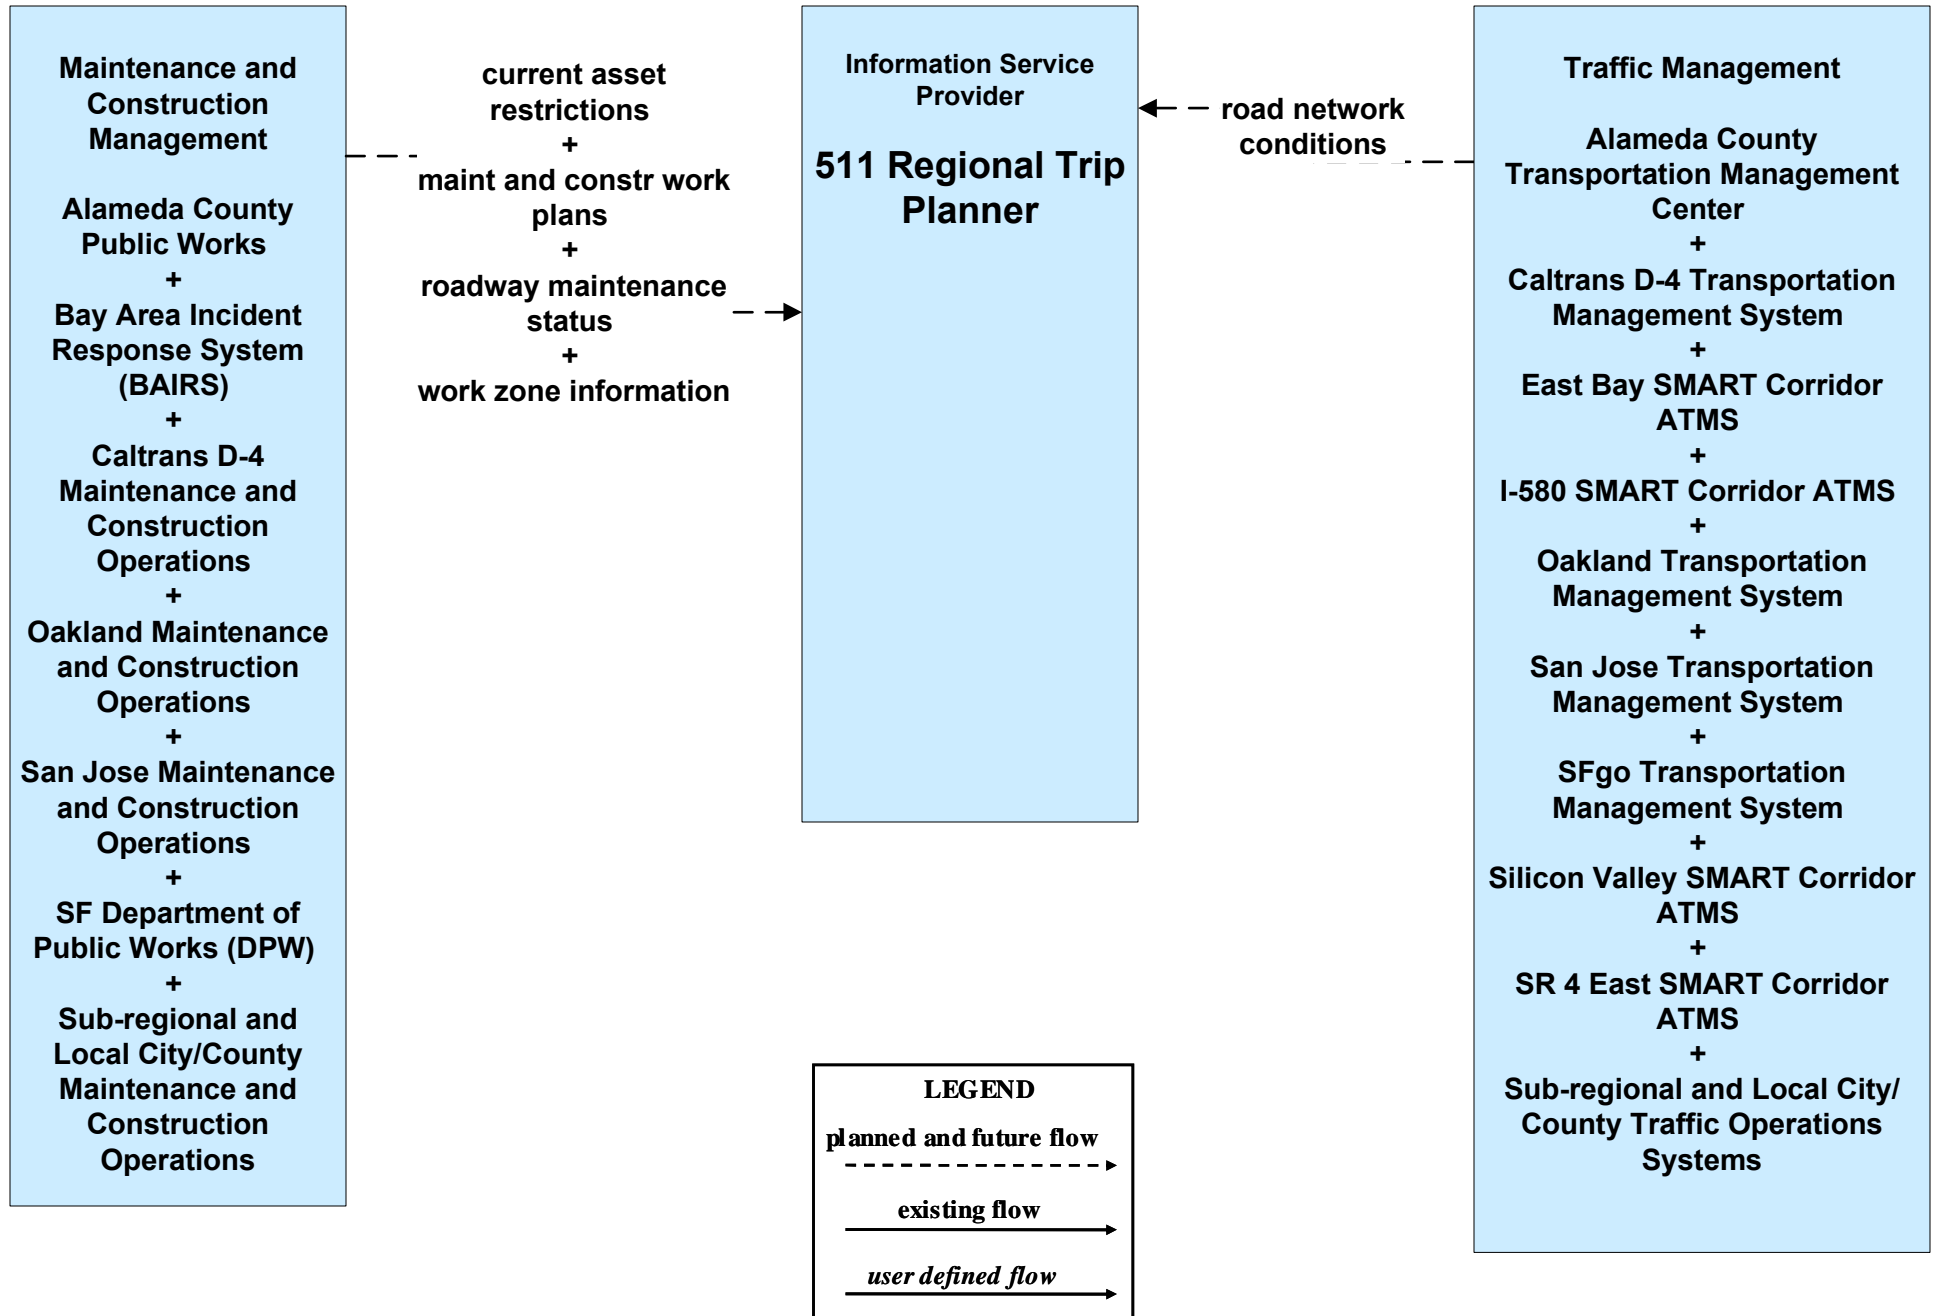 Maintenance and
Construction
Management
Alameda County
Public Works
+
Bay Area Incident
Response System
(BAIRS)
+
Caltrans D-4
Maintenance and
Construction
Operations
+
Oakland Maintenance
and Construction
Operations
+
San Jose Maintenance
and Construction
Operations
+
SF Department of
Public Works (DPW)
+
Sub-regional and
Local City/County
Maintenance and
Construction
Operations
current asset
restrictions
+
maint and constr work
plans
+
roadway maintenance
status
+
work zone information
Information Service
Provider
511 Regional Trip
Planner
road network
conditions
Traffic Management
Alameda County
Transportation Management
Center
+
Caltrans D-4 Transportation
Management System
+
East Bay SMART Corridor
ATMS
+
I-580 SMART Corridor ATMS
+
Oakland Transportation
Management System
+
San Jose Transportation
Management System
+
SFgo Transportation
Management System
+
Silicon Valley SMART Corridor
ATMS
+
SR 4 East SMART Corridor
ATMS
+
Sub-regional and Local City/
County Traffic Operations
Systems
LEGEND
planned and future flow
existing flow
user defined flow